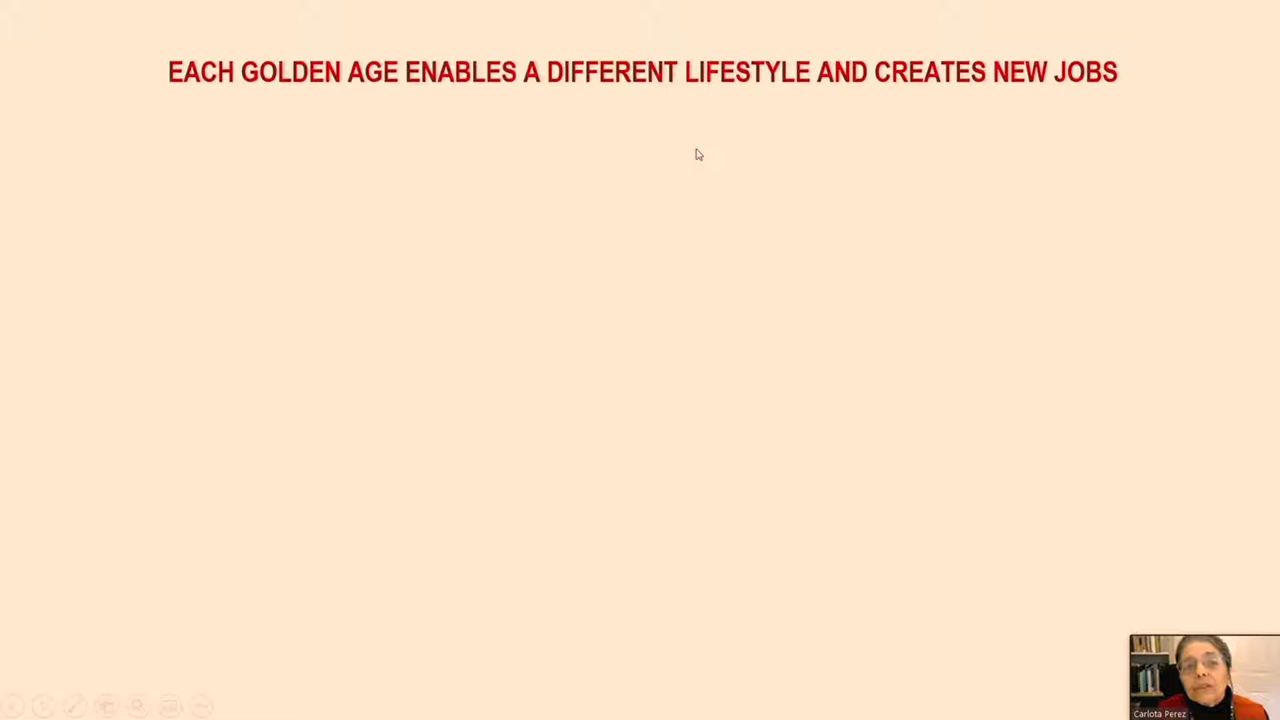 EACH GOLDEN AGE ENABLES A DIFFERENT LIFESTYLE AND CREATES NEW JOBS
Carlota Perez